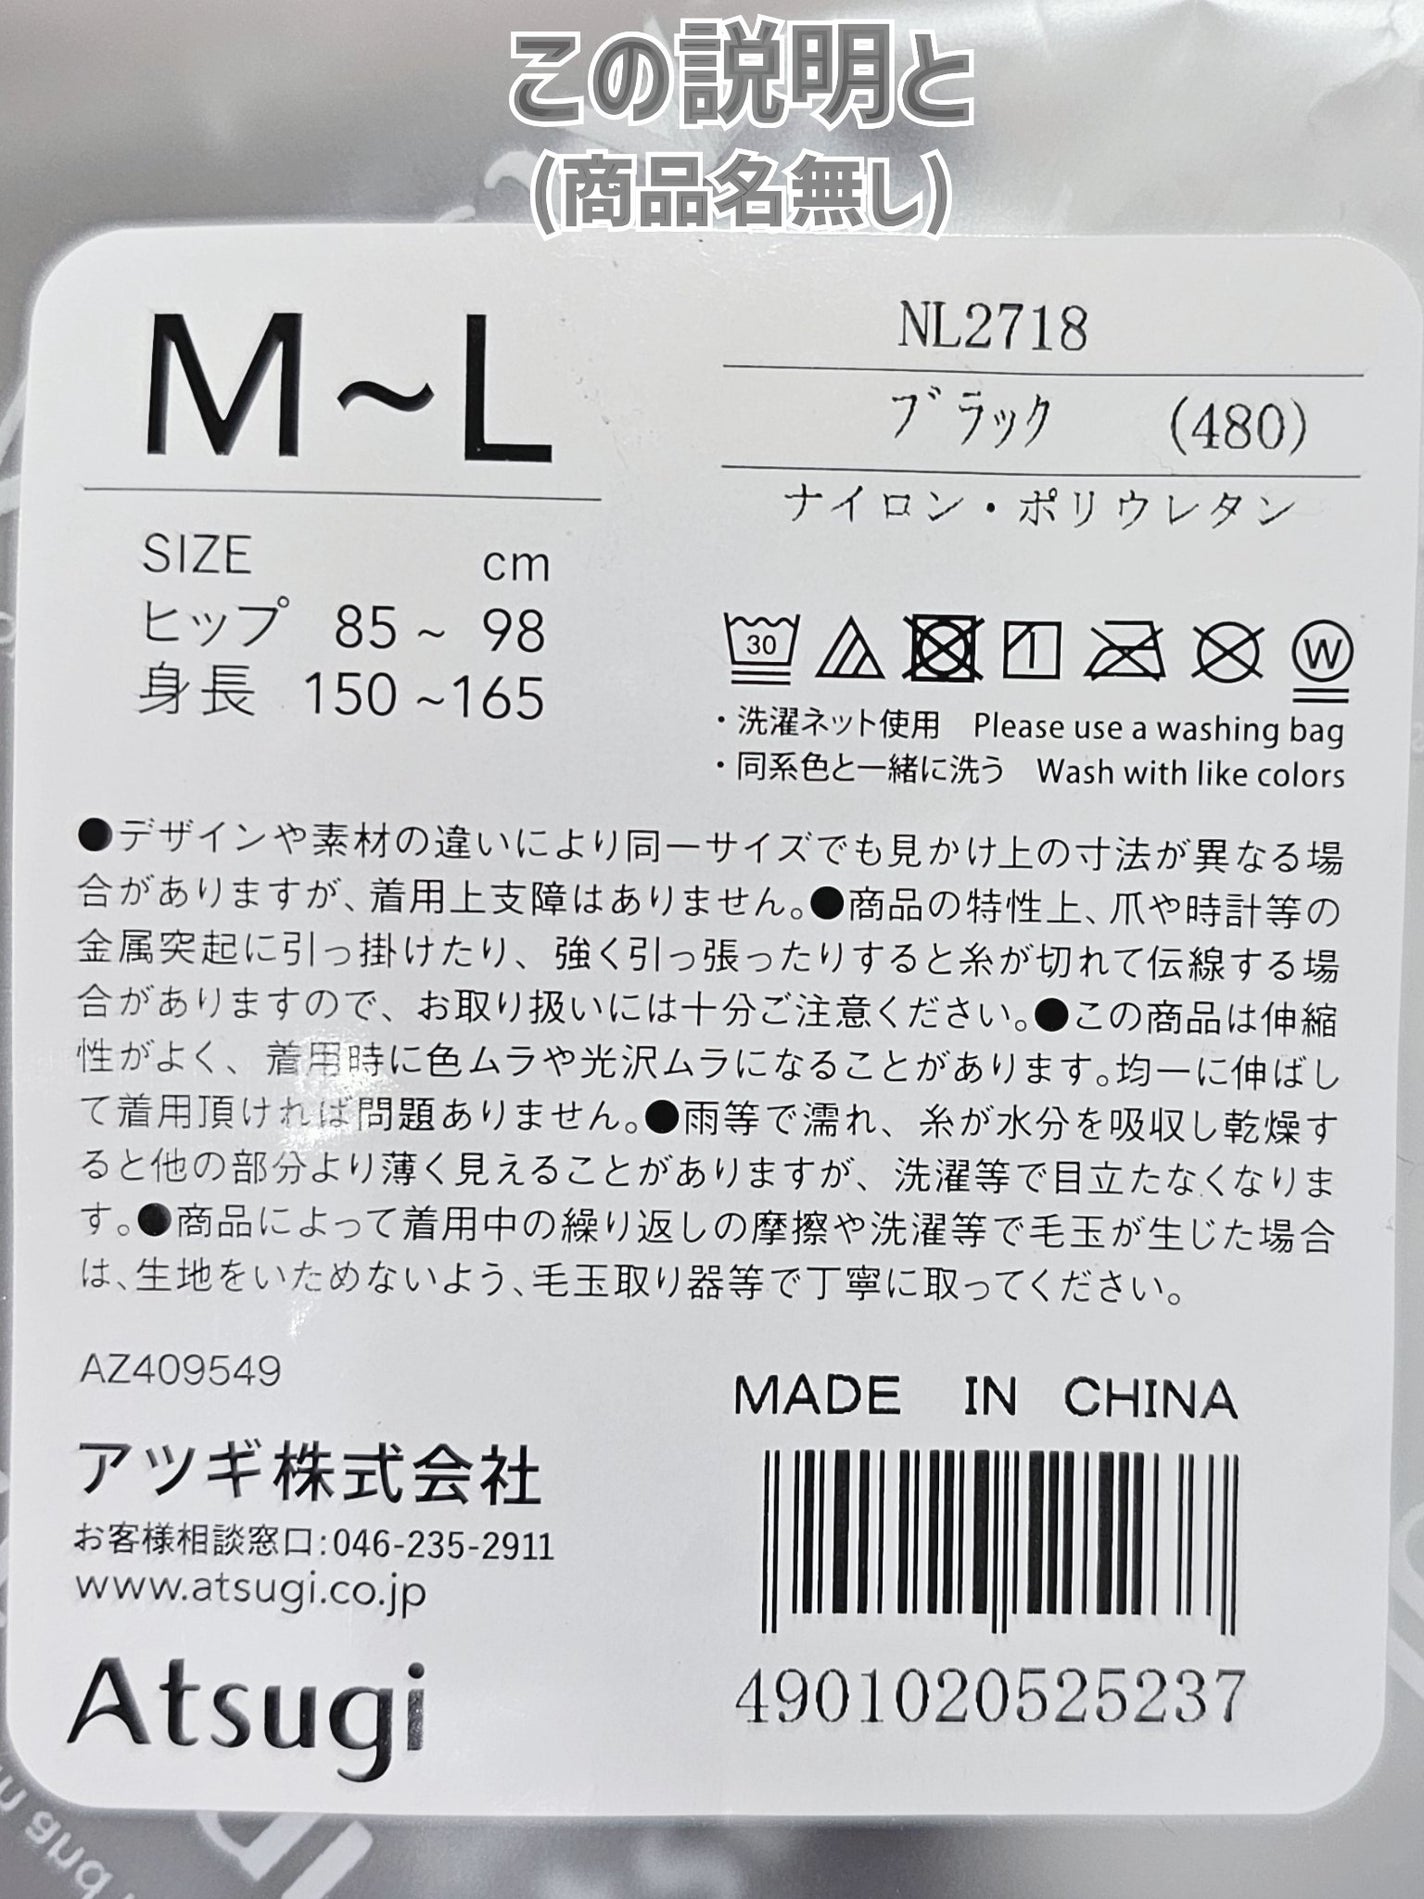 この説明と
(商品名無し)
M~L
SIZE cm
ヒップ 85~ 98
身長 150~165
NL2718
ブラック (480)
ナイロン・ポリウレタン
30
W
・洗濯ネット使用 Please use a washing bag
・同系色と一緒に洗う Wash with like colors
●デザインや素材の違いにより同一サイズでも見かけ上の寸法が異なる場
合がありますが、着用上支障はありません。●商品の特性上、爪や時計等の
金属突起に引っ掛けたり、強く引っ張ったりすると糸が切れて伝線する場
合がありますので、お取り扱いには十分ご注意ください。●この商品は伸縮
性がよく、着用時に色ムラや光沢ムラになることがあります。均一に伸ばし
て着用頂ければ問題ありません。●雨等で濡れ、糸が水分を吸収し乾燥す
ると他の部分より薄く見えることがありますが、洗濯等で目立たなくなりま
す。●商品によって着用中の繰り返しの摩擦や洗濯等で毛玉が生じた場合
は、生地をいためないよう、毛玉取り器等で丁寧に取ってください。
AZ409549
アツギ株式会社
お客様相談窓口:046-235-2911
www.atsugi.co.jp
Atsugi
MADE IN CHINA
4901020525237